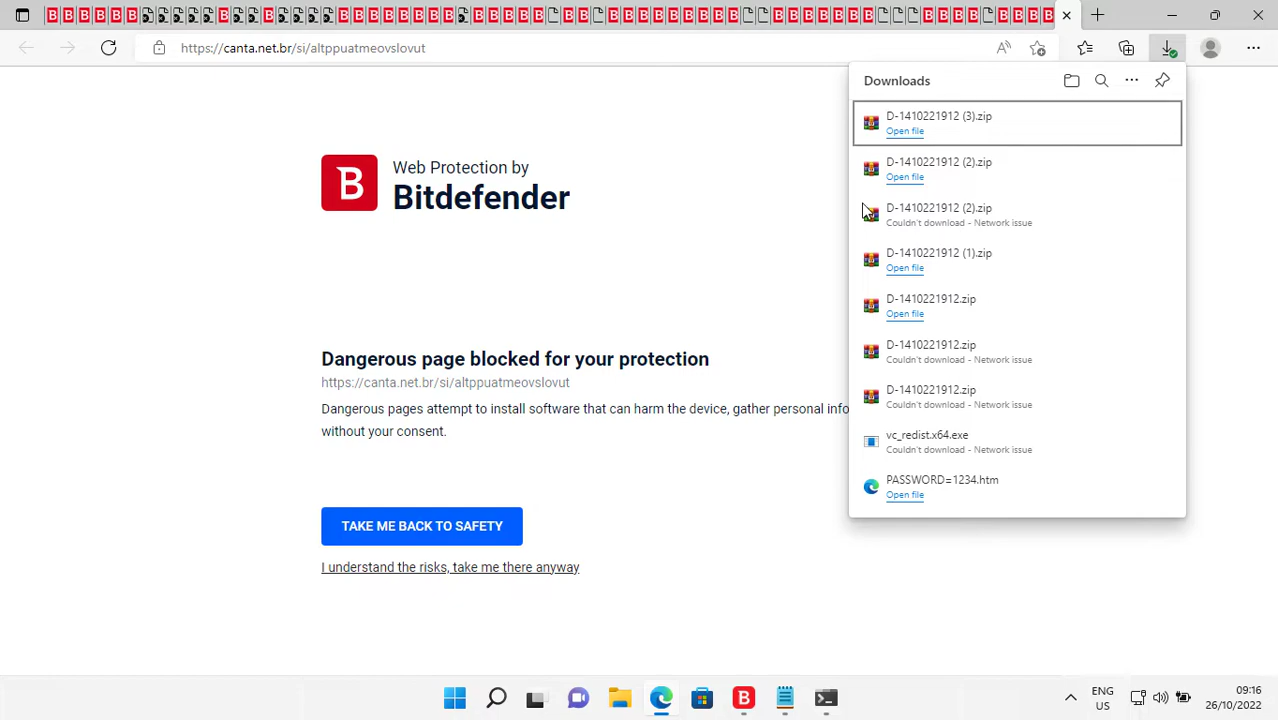 https://canta.net.br/si/altppuatmeovslovut
Downloads
D-1410221912 (3).zip
Open file
D-1410221912 (2).zip
Open file
D-1410221912 (2).zip
Couldn't download - Network issue
D-1410221912 (1).zip
Open file
D-1410221912.zip
Open file
D-1410221912.zip
Couldn't download - Network issue
D-1410221912.zip
Couldn't download - Network issue
vc_redist.x64.exe
Couldn't download - Network issue
PASSWORD=1234.htm
Open file
B
Web Protection by
Bitdefender
Dangerous page blocked for your protection
https://canta.net.br/si/altppuatmeovslovut
Dangerous pages attempt to install software that can harm the device, gather personal info
without your consent.
TAKE ME BACK TO SAFETY
I understand the risks, take me there anyway
B
ENG
US
09:16
26/10/2022